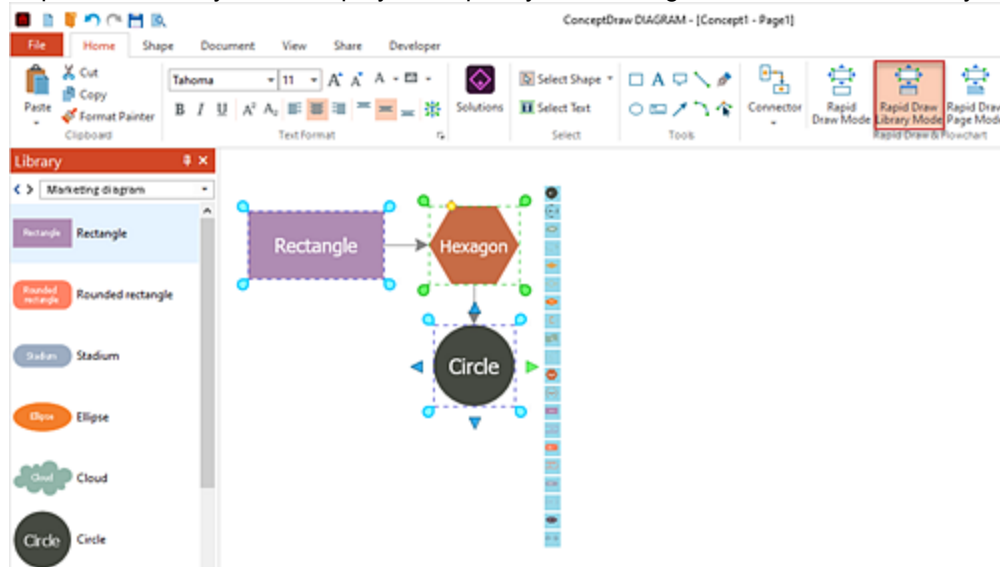 ConceptDraw DIAGRAM - [Concept1 - Page1]
File Home Shape Document View Share Developer
Cut
Copy
Format Painter
Paste
Clipboard
Tahoma 11
B I U
Text Format
Solutions
Select Shape
Select Text
Select
Tools
Connector
Rapid
Draw Mode
Rapid Draw
Library Mode
Rapid Draw
Page Mod
Rapid Draw & Flowchart
Library
Marketing diagram
Rectangle Rectangle
Rounded
rectangle
Rounded rectangle
Stadium Stadium
Ellipse Ellipse
Cloud Cloud
Circle Circle
Rectangle
Hexagon
Circle